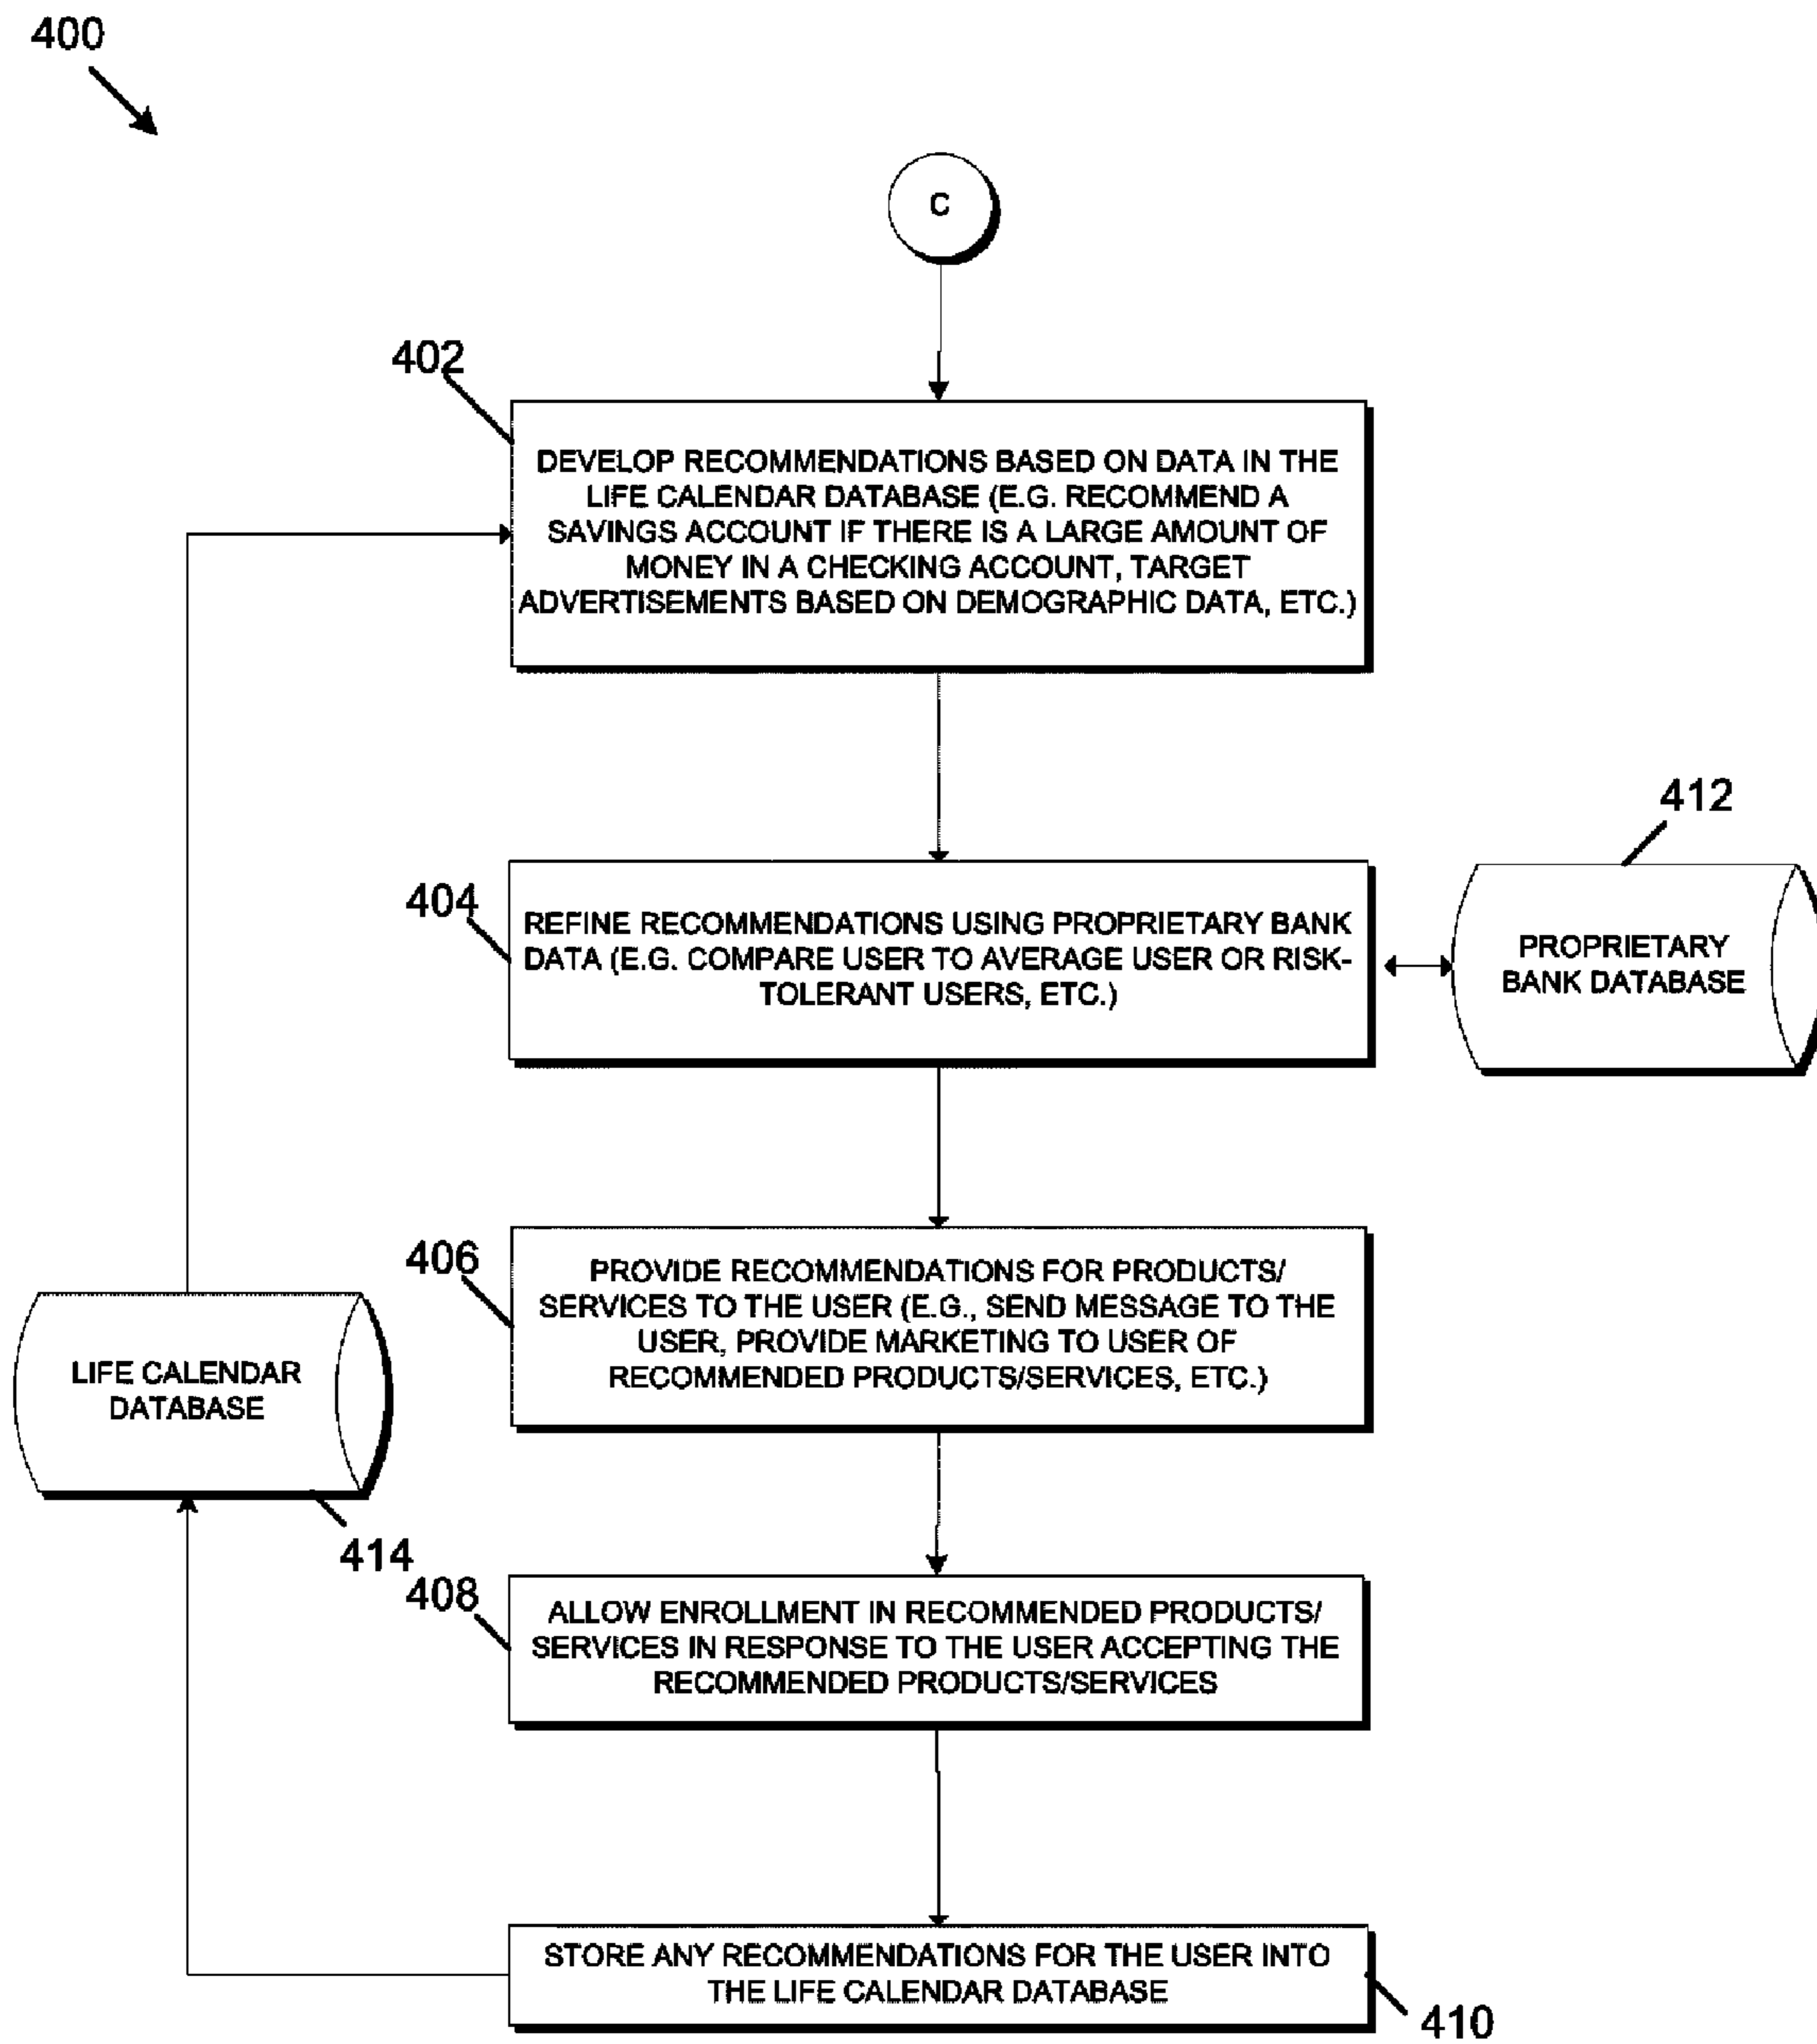 400
C
402
DEVELOP RECOMMENDATIONS BASED ON DATA IN THE
LIFE CALENDAR DATABASE (E.G. RECOMMEND A
SAVINGS ACCOUNT IF THERE IS A LARGE AMOUNT OF
MONEY IN A CHECKING ACCOUNT, TARGET
ADVERTISEMENTS BASED ON DEMOGRAPHIC DATA, ETC.)
412
404
REFINE RECOMMENDATIONS USING PROPRIETARY BANK
DATA (E.G. COMPARE USER TO AVERAGE USER OR RISK-
TOLERANT USERS, ETC.)
PROPRIETARY
BANK DATABASE
406
PROVIDE RECOMMENDATIONS FOR PRODUCTS/
SERVICES TO THE USER (E.G., SEND MESSAGE TO THE
USER, PROVIDE MARKETING TO USER OF
RECOMMENDED PRODUCTS/SERVICES, ETC.)
LIFE CALENDAR
DATABASE
414
408
ALLOW ENROLLMENT IN RECOMMENDED PRODUCTS/
SERVICES IN RESPONSE TO THE USER ACCEPTING THE
RECOMMENDED PRODUCTS/SERVICES
STORE ANY RECOMMENDATIONS FOR THE USER INTO
THE LIFE CALENDAR DATABASE
410